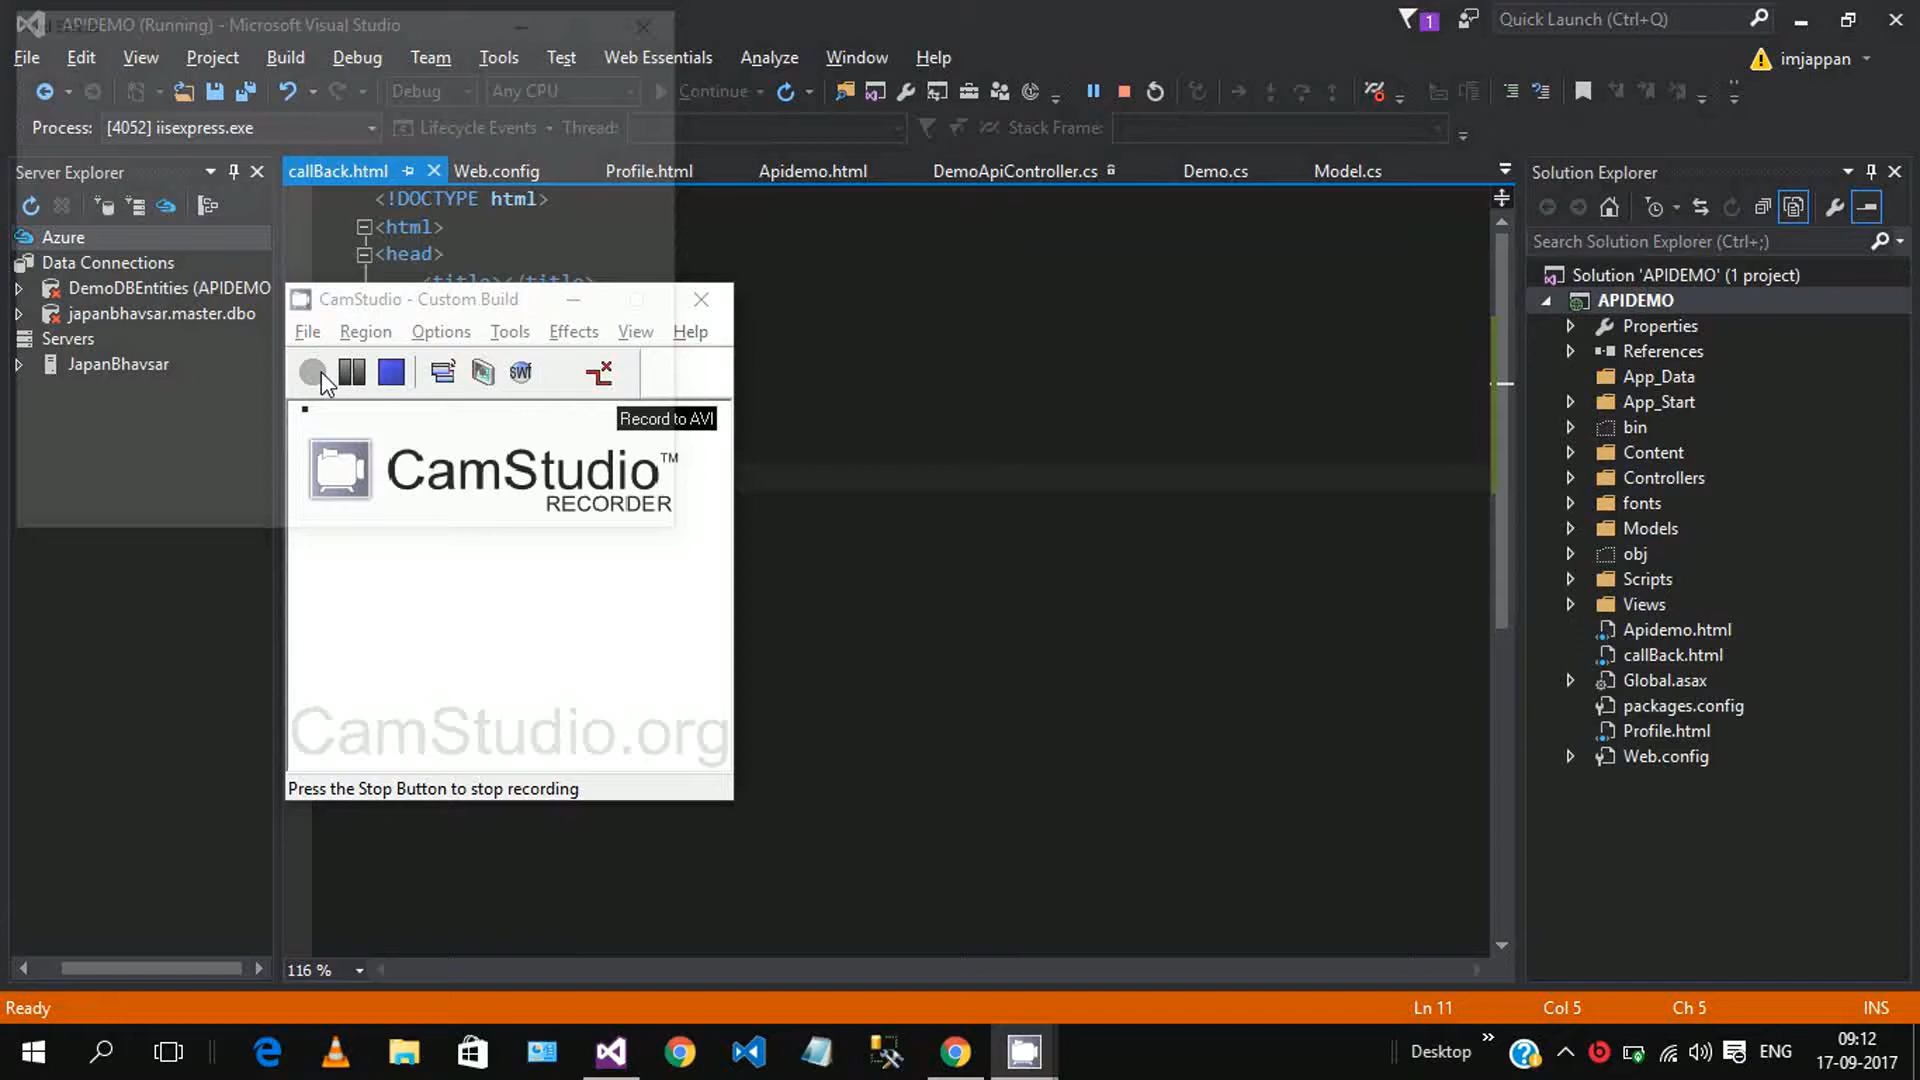 APIDEMO (Running) - Microsoft Visual Studio
1
Quick Launch (Ctrl+Q)
File Edit View Project Build Debug Team Tools Test Web Essentials Analyze Window Help
imjappan
Debug Any CPU Continue
Process: [4052] iisexpress.exe Lifecycle Events Thread: Stack Frame:
Server Explorer
callBack.html Web.config Profile.html Apidemo.html DemoApiController.cs Demo.cs Model.cs
Solution Explorer
<!DOCTYPE html>
<html>
<head>
<title></title>
Azure
Data Connections
DemoDBEntities (APIDEMO
japanbhavsar.master.dbo
Servers
JapanBhavsar
CamStudio - Custom Build
File Region Options Tools Effects View Help
SWf
Record to AVI
CamStudio™
RECORDER
CamStudio.org
Press the Stop Button to stop recording
Search Solution Explorer (Ctrl+;)
Solution 'APIDEMO' (1 project)
APIDEMO
Properties
References
App_Data
App_Start
bin
Content
Controllers
fonts
Models
obj
Scripts
Views
Apidemo.html
callBack.html
Global.asax
packages.config
Profile.html
Web.config
116 %
Ready Ln 11 Col 5 Ch 5 INS
Desktop ENG 09:12
17-09-2017